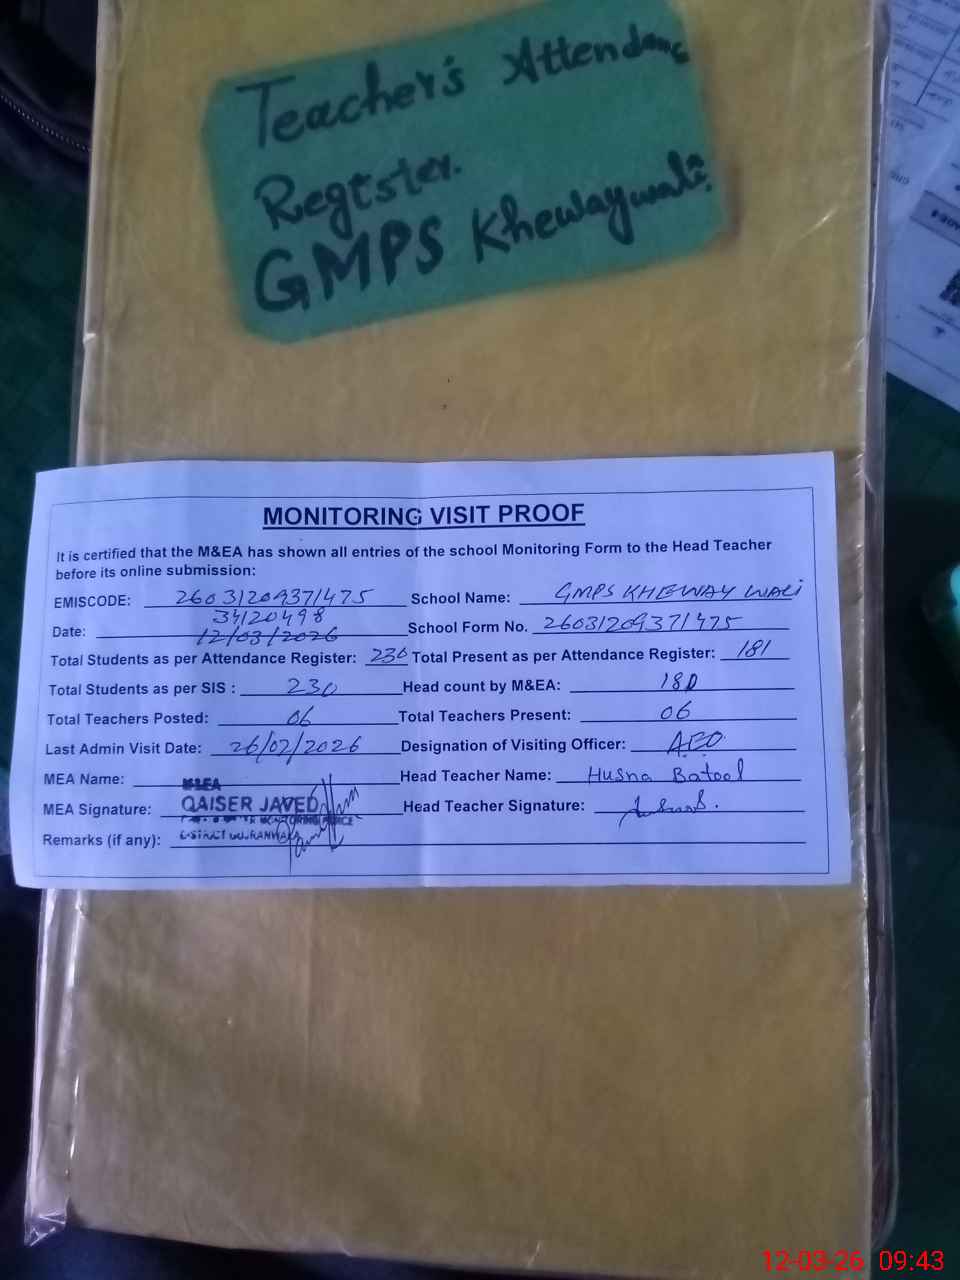 Teacher's Attendance
Register.
GMPS Khewaywali
MONITORING VISIT PROOF
It is certified that the M&EA has shown all entries of the school Monitoring Form to the Head Teacher
before its online submission:
EMISCODE: 26031209371475 School Name: GMPS KHEWAY WALI
34120498
Date: 12/03/2026 School Form No. 26031209371475
Total Students as per Attendance Register: 230 Total Present as per Attendance Register: 181
Total Students as per SIS : 230 Head count by M&EA: 180
Total Teachers Posted: 06 Total Teachers Present: 06
Last Admin Visit Date: 26/02/2026 Designation of Visiting Officer: AEO
MEA Name: M&EA Head Teacher Name: Husna Batool
MEA Signature: QAISER JAVED Head Teacher Signature:
Remarks (if any): DISTRICT GUJRANWALA
12-03-26 09:43